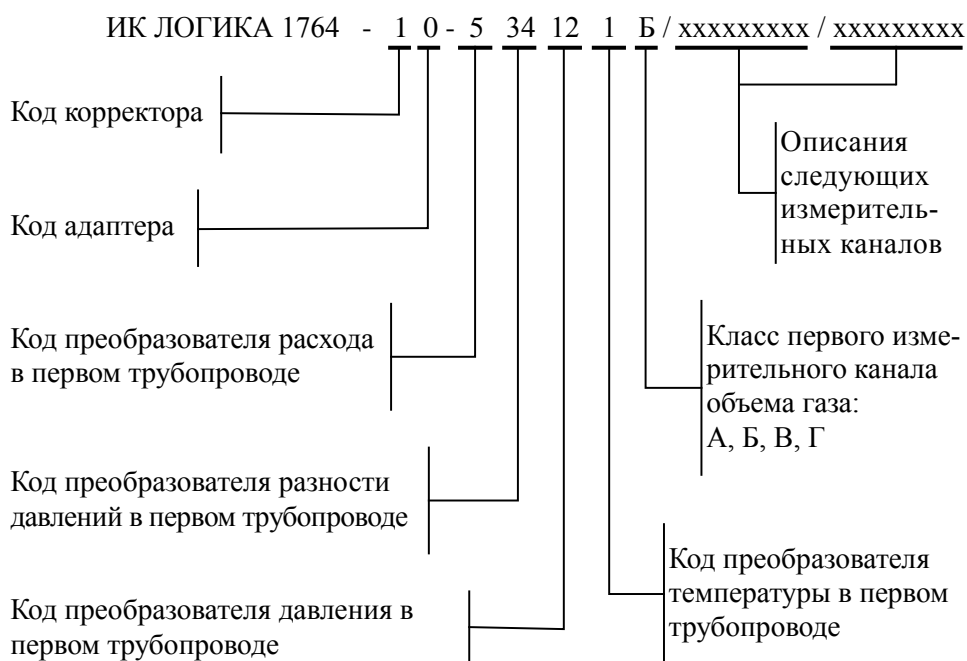 ИК ЛОГИКА 1764 - 1 0 - 5 34 12 1 Б / ххххххххх / ххххххххх
Код корректора
Код адаптера
Код преобразователя расхода
в первом трубопроводе
Код преобразователя разности
давлений в первом трубопроводе
Код преобразователя давления в
первом трубопроводе
Описания
следующих
измеритель-
ных каналов
Класс первого изме-
рительного канала
объема газа:
А, Б, В, Г
Код преобразователя
температуры в первом
трубопроводе